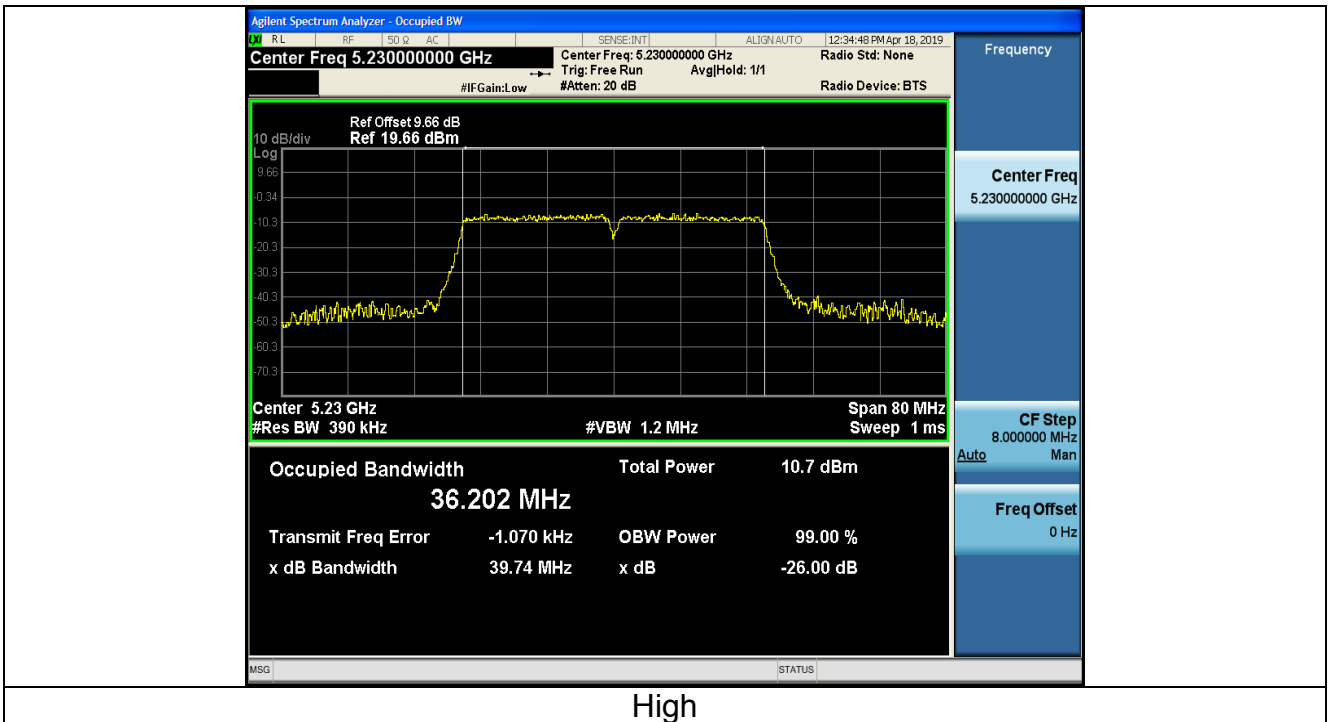 Agilent Spectrum Analyzer - Occupied BW
LXI RL RF 50 Ω AC SENSE:INT ALIGN AUTO 12:34:48 PM Apr 18, 2019
Center Freq 5.230000000 GHz
Center Freq: 5.230000000 GHz Radio Std: None
Trig: Free Run Avg|Hold: 1/1
#IFGain:Low #Atten: 20 dB Radio Device: BTS
Ref Offset 9.66 dB
10 dB/div Ref 19.66 dBm
Log
9.66
-0.34
-10.3
-20.3
-30.3
-40.3
-50.3
-60.3
-70.3
Center 5.23 GHz Span 80 MHz
#Res BW 390 kHz #VBW 1.2 MHz Sweep 1 ms
Occupied Bandwidth Total Power 10.7 dBm
36.202 MHz
Transmit Freq Error -1.070 kHz OBW Power 99.00 %
x dB Bandwidth 39.74 MHz x dB -26.00 dB
MSG STATUS
Frequency
Center Freq
5.230000000 GHz
CF Step
8.000000 MHz
Auto Man
Freq Offset
0 Hz
High